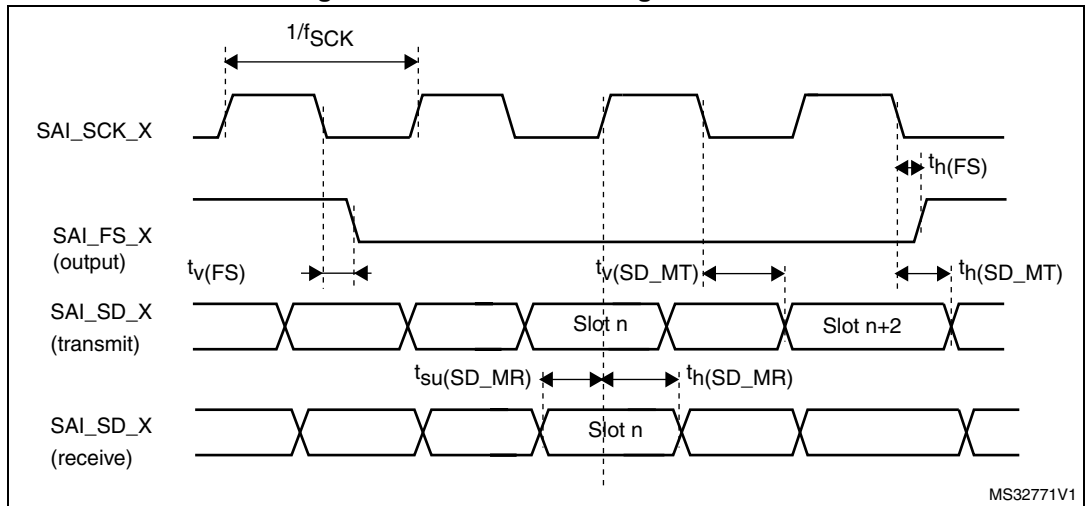 1/fSCK
SAI_SCK_X
th(FS)
SAI_FS_X
(output)
tv(FS)
tv(SD_MT)
th(SD_MT)
SAI_SD_X
(transmit)
Slot n
Slot n+2
tsu(SD_MR)
th(SD_MR)
SAI_SD_X
(receive)
Slot n
MS32771V1